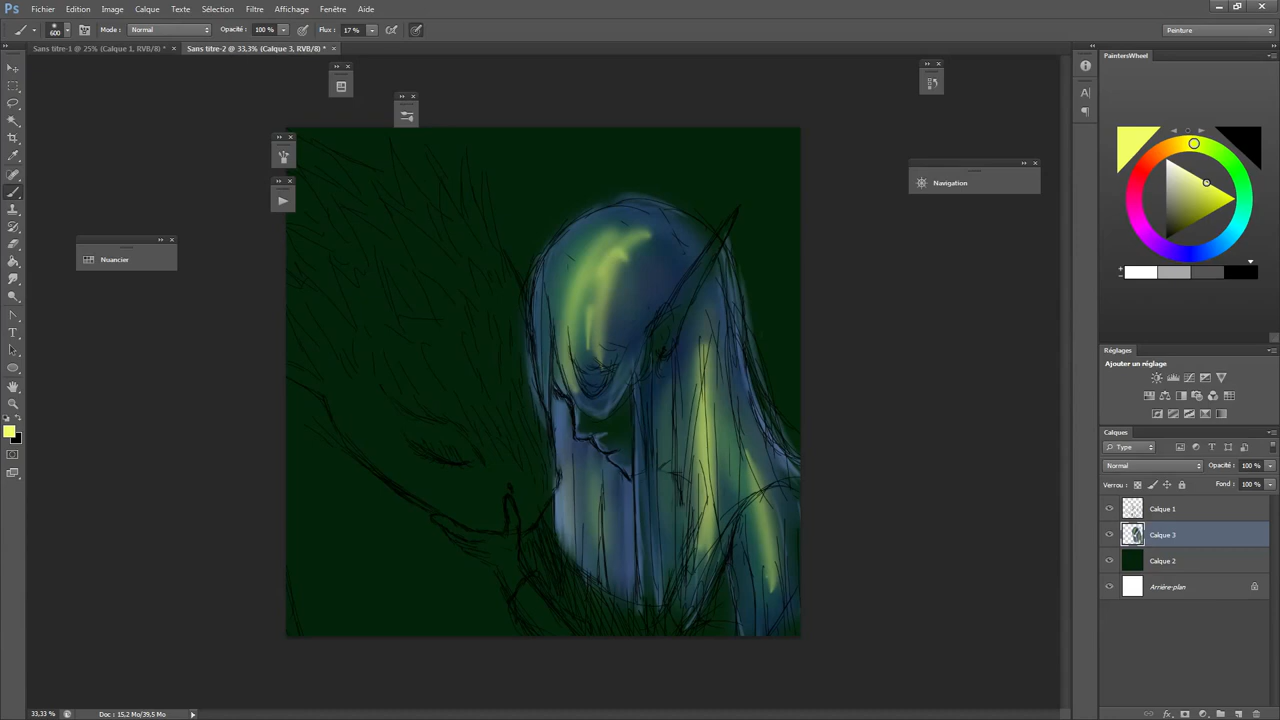 Ps Fichier Edition Image Calque Texte Sélection Filtre Affichage Fenêtre Aide
600 Mode: Normal Opacité: 100 % Flux: 17 % Peinture
Sans titre-1 @ 25% (Calque 1, RVB/8) * × Sans titre-2 @ 33,3% (Calque 3, RVB/8) * ×
PaintersWheel
Navigation
Nuancier
Réglages
Ajouter un réglage
Calques
Type
Normal Opacité: 100 %
Verrou: Fond: 100 %
Calque 1
Calque 3
Calque 2
Arrière-plan
33,33 % Doc: 15,2 Mo/39,5 Mo